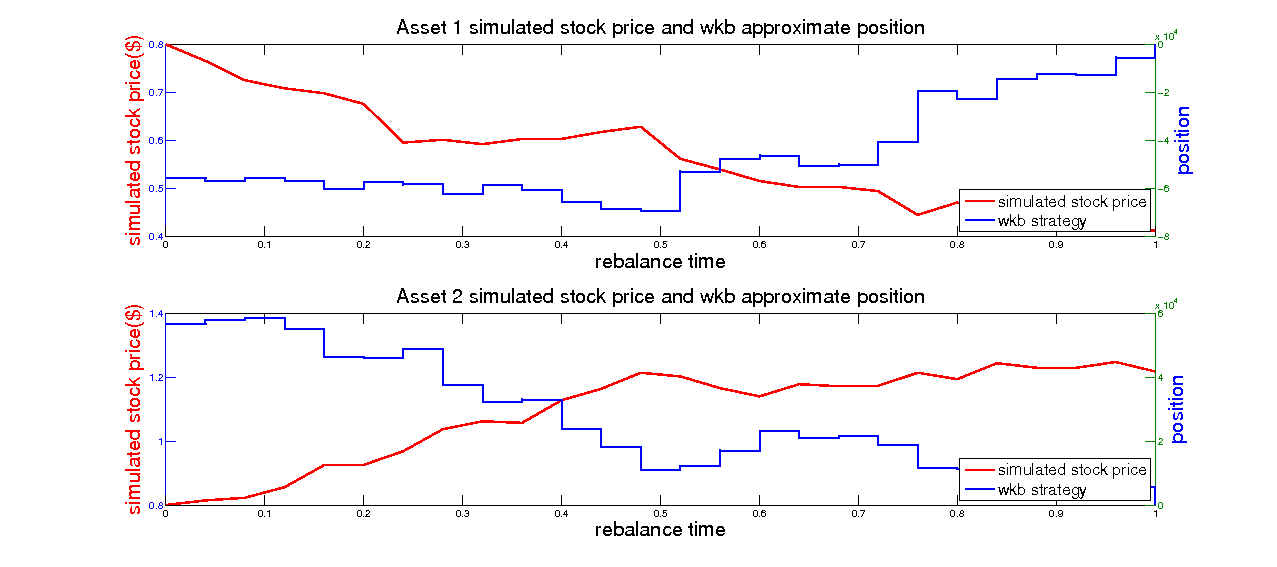 Asset 1 simulated stock price and wkb approximate position
x 10^4
simulated stock price($)
0.8
0.7
0.6
0.5
0.4
0
−2
−4
−6
−8
position
simulated stock price
wkb strategy
0 0.1 0.2 0.3 0.4 0.5 0.6 0.7 0.8 0.9 1
rebalance time
Asset 2 simulated stock price and wkb approximate position
x 10^4
simulated stock price($)
1.4
1.2
1
0.8
6
4
2
0
position
simulated stock price
wkb strategy
0 0.1 0.2 0.3 0.4 0.5 0.6 0.7 0.8 0.9 1
rebalance time